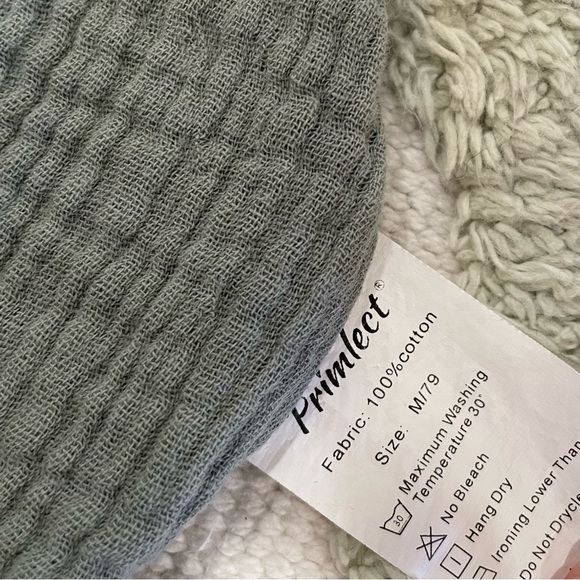 Primlect®
Fabric: 100%cotton
Size: M/79
30
Maximum Washing
Temperature 30°
No Bleach
Hang Dry
Ironing Lower Than
Do Not Drych